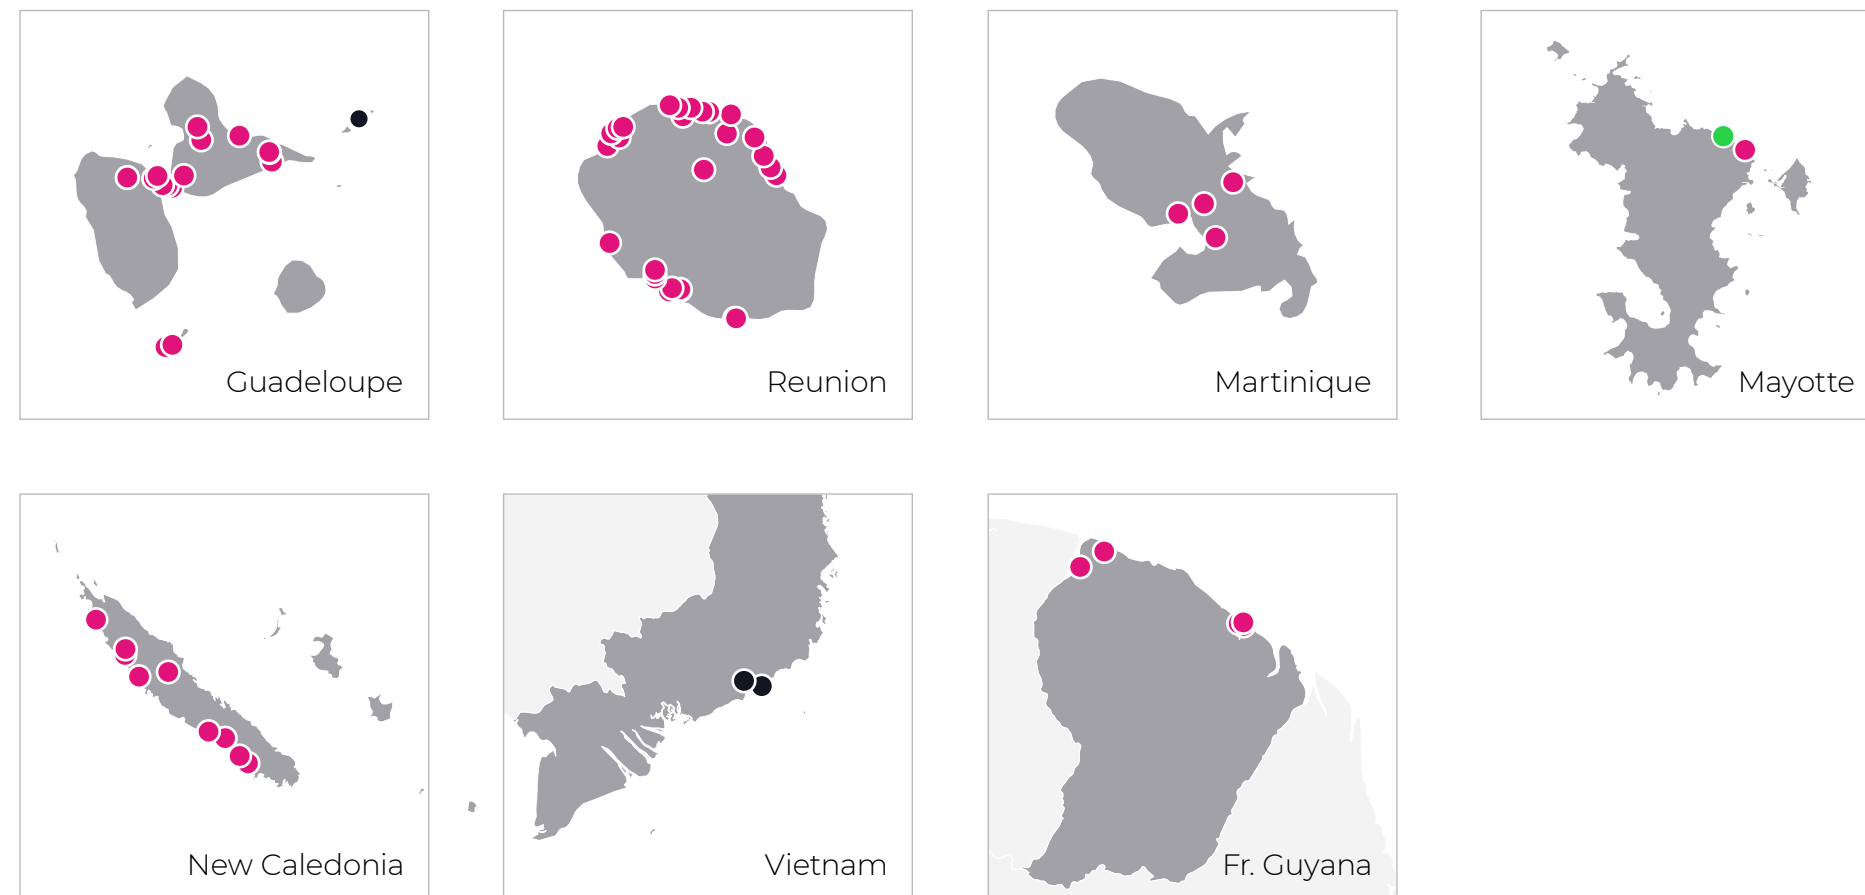 Guadeloupe
Reunion
Martinique
Mayotte
New Caledonia
Vietnam
Fr. Guyana